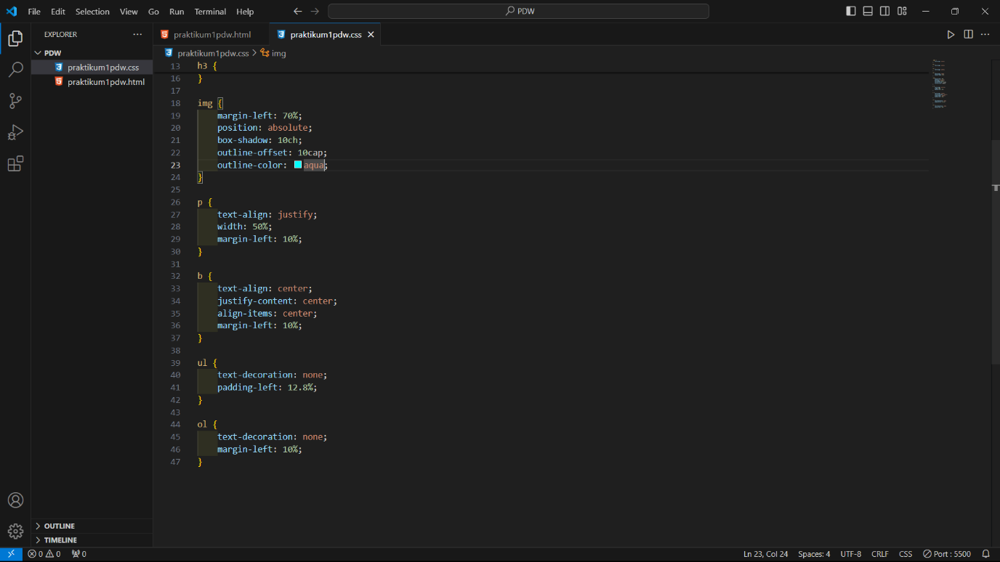 File Edit Selection View Go Run Terminal Help
PDW
EXPLORER
praktikum1pdw.html
praktikum1pdw.css
PDW
praktikum1pdw.css
praktikum1pdw.html
praktikum1pdw.css > img
13 h3 {
16 }
17
18 img {
19 margin-left: 70%;
20 position: absolute;
21 box-shadow: 10ch;
22 outline-offset: 10cap;
23 outline-color: aqua;
24 }
25
26 p {
27 text-align: justify;
28 width: 50%;
29 margin-left: 10%;
30 }
31
32 b {
33 text-align: center;
34 justify-content: center;
35 align-items: center;
36 margin-left: 10%;
37 }
38
39 ul {
40 text-decoration: none;
41 padding-left: 12.8%;
42 }
43
44 ol {
45 text-decoration: none;
46 margin-left: 10%;
47 }
OUTLINE
TIMELINE
0 0 0 Ln 23, Col 24 Spaces: 4 UTF-8 CRLF CSS Port : 5500